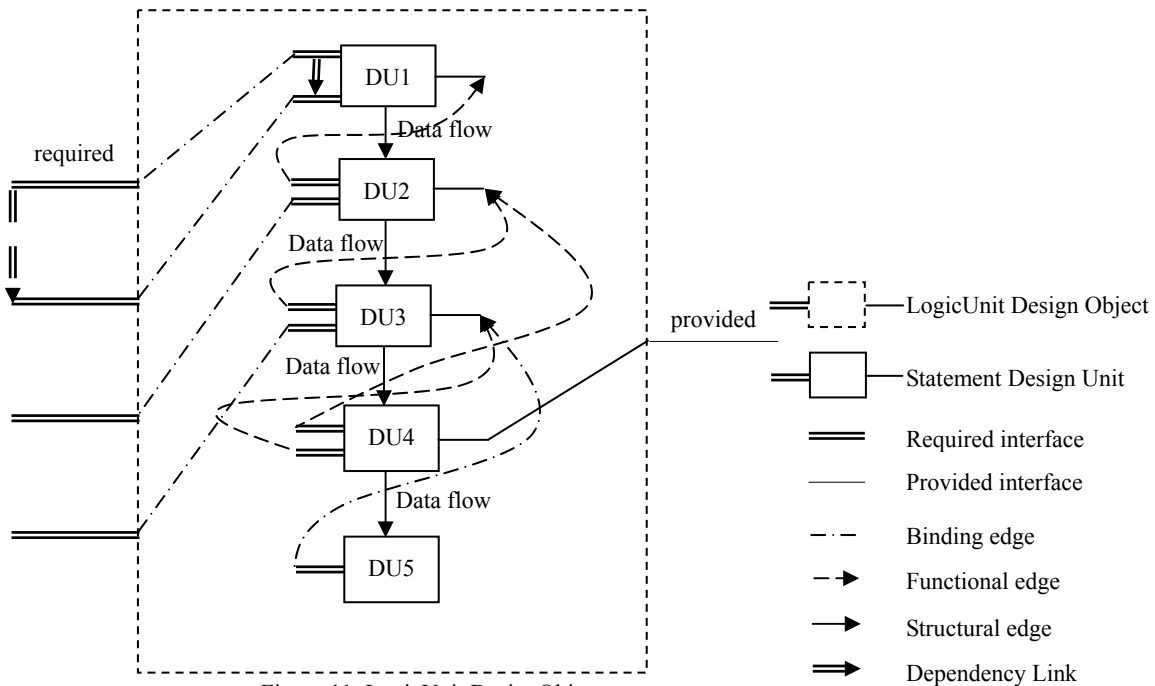 DU1
Data flow
required
DU2
Data flow
DU3
provided
Data flow
DU4
Data flow
DU5
LogicUnit Design Object
Statement Design Unit
Required interface
Provided interface
Binding edge
Functional edge
Structural edge
Dependency Link